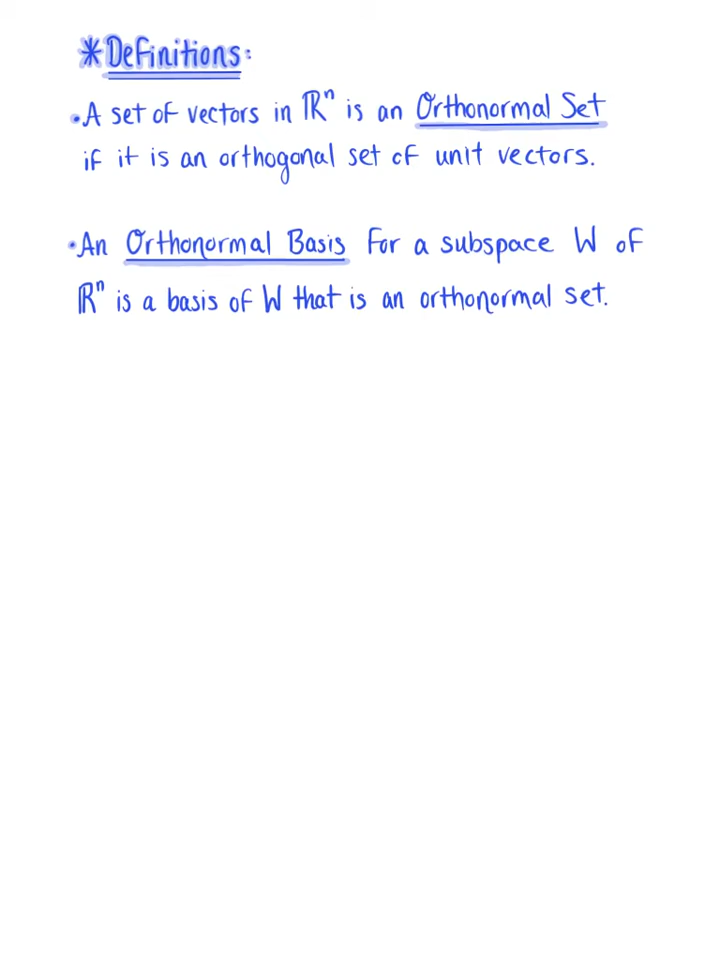 *Definitions:
• A set of vectors in ℝⁿ is an Orthonormal Set
if it is an orthogonal set of unit vectors.
• An Orthonormal Basis for a subspace W of
ℝⁿ is a basis of W that is an orthonormal set.